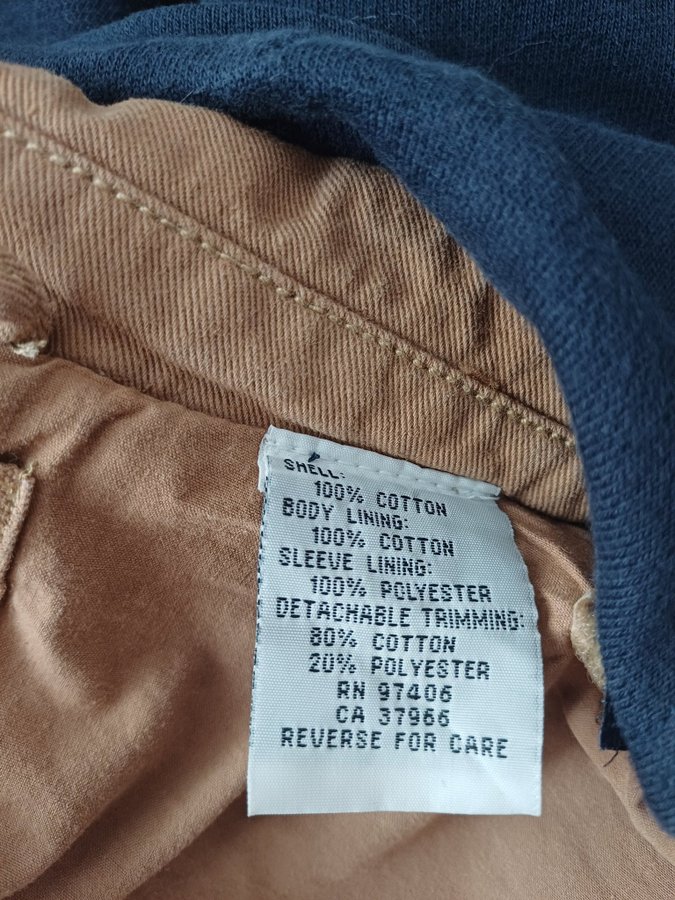 SHELL:
100% COTTON
BODY LINING:
100% COTTON
SLEEVE LINING:
100% POLYESTER
DETACHABLE TRIMMING:
80% COTTON
20% POLYESTER
RN 97406
CA 37966
REVERSE FOR CARE